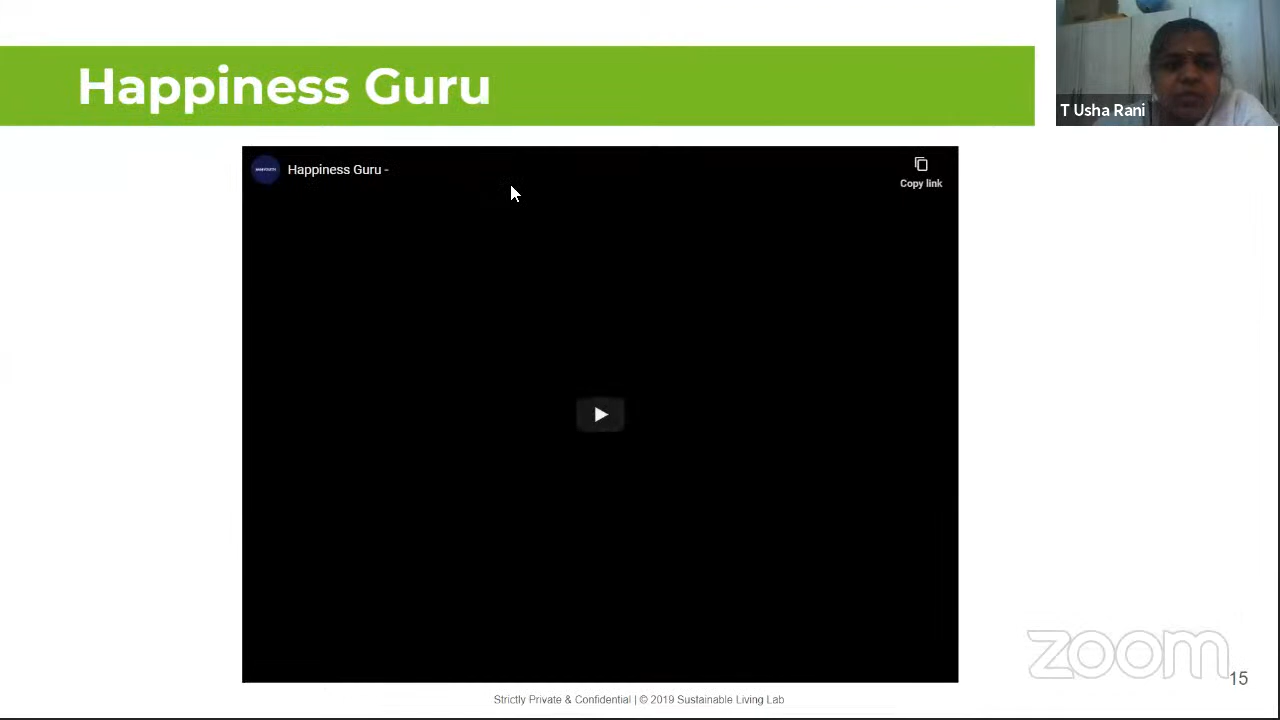 Happiness Guru
T Usha Rani
Happiness Guru -
Copy link
zoom
15
Strictly Private & Confidential | © 2019 Sustainable Living Lab